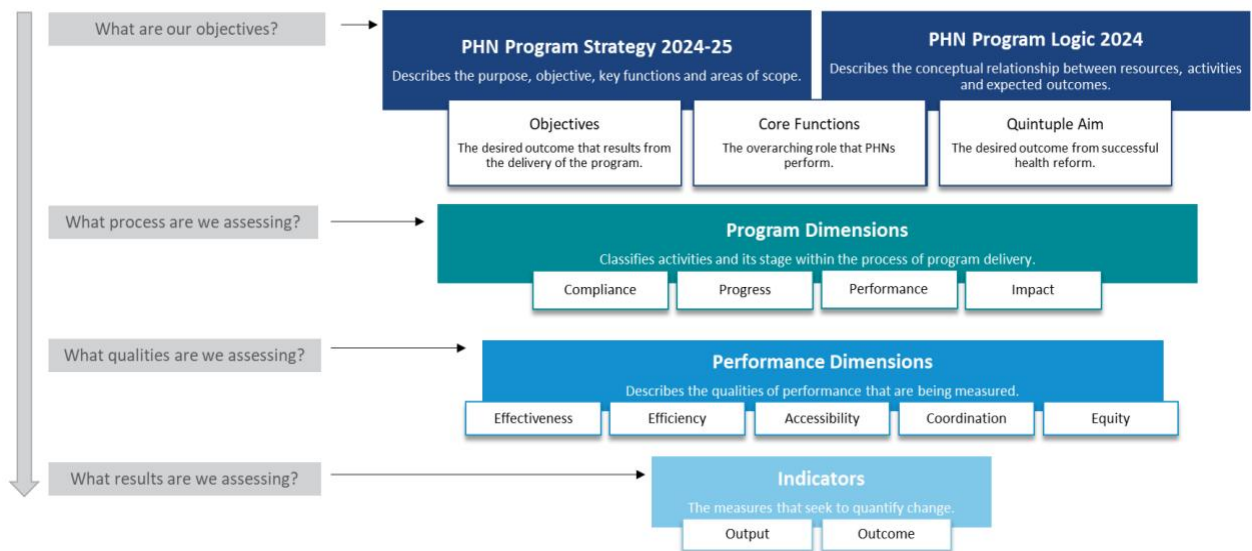 What are our objectives?
PHN Program Strategy 2024-25
Describes the purpose, objective, key functions and areas of scope.
PHN Program Logic 2024
Describes the conceptual relationship between resources, activities
and expected outcomes.
Objectives
The desired outcome that results from
the delivery of the program.
Core Functions
The overarching role that PHNs
perform.
Quintuple Aim
The desired outcome from successful
health reform.
What process are we assessing?
Program Dimensions
Classifies activities and its stage within the process of program delivery.
Compliance
Progress
Performance
Impact
What qualities are we assessing?
Performance Dimensions
Describes the qualities of performance that are being measured.
Effectiveness
Efficiency
Accessibility
Coordination
Equity
What results are we assessing?
Indicators
The measures that seek to quantify change.
Output
Outcome